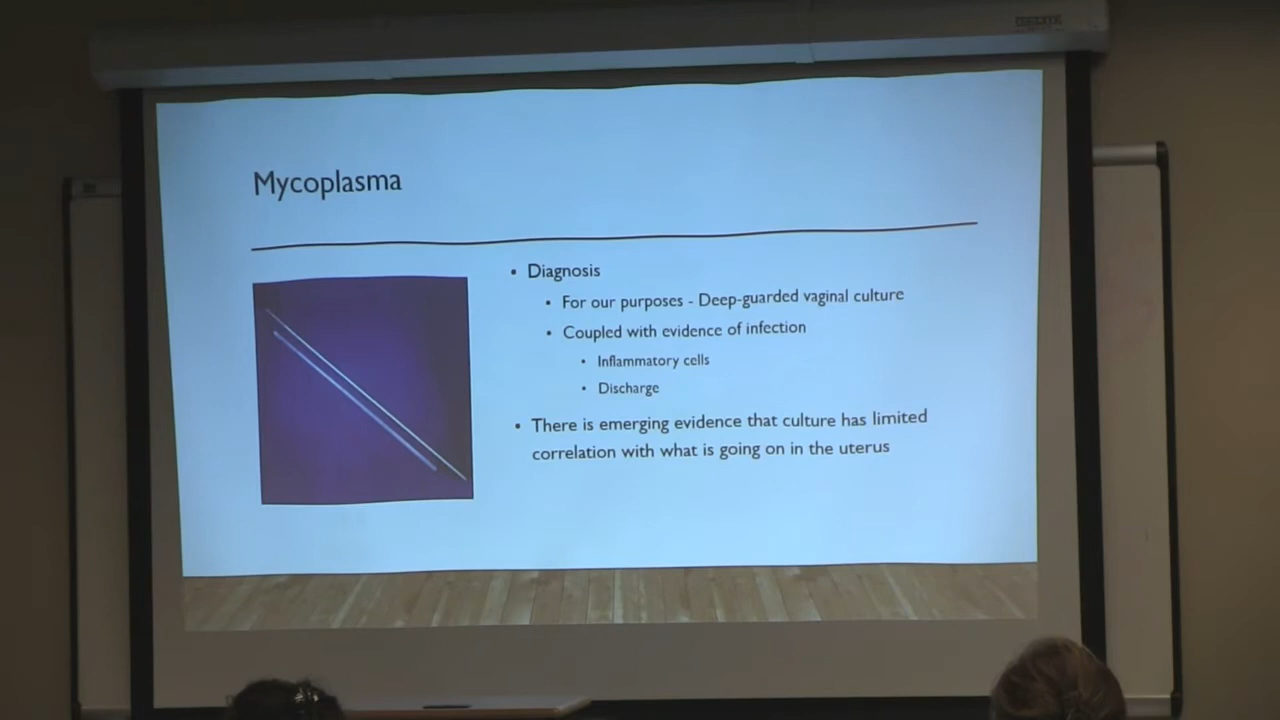 Mycoplasma
• Diagnosis
• For our purposes - Deep-guarded vaginal culture
• Coupled with evidence of infection
• Inflammatory cells
• Discharge
• There is emerging evidence that culture has limited
correlation with what is going on in the uterus